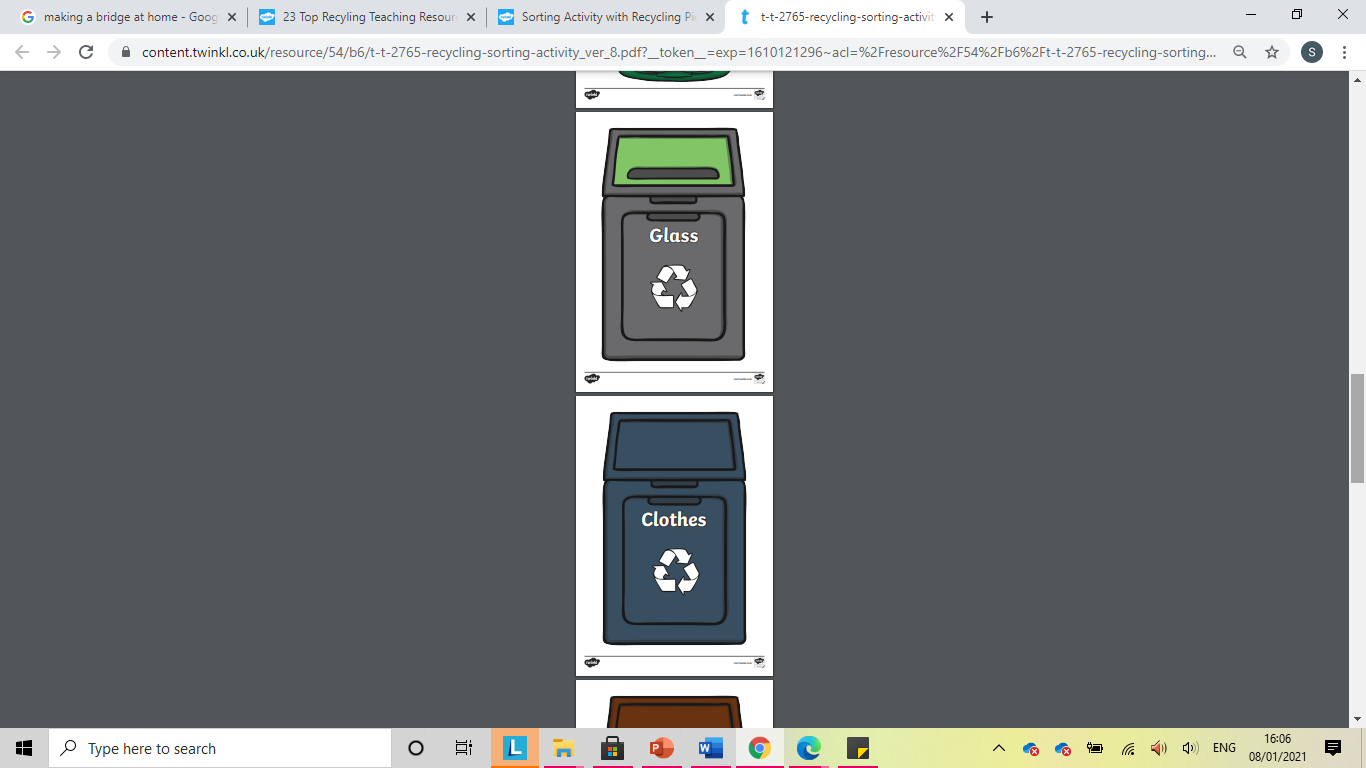 making a bridge at home - Goog
23 Top Recyling Teaching Resour
Sorting Activity with Recycling Pi
t-t-2765-recycling-sorting-activit
content.twinkl.co.uk/resource/54/b6/t-t-2765-recycling-sorting-activity_ver_8.pdf?__token__=exp=1610121296~acl=%2Fresource%2F54%2Fb6%2Ft-t-2765-recycling-sorting...
S
Glass
Clothes
Type here to search
ENG
16:06
08/01/2021